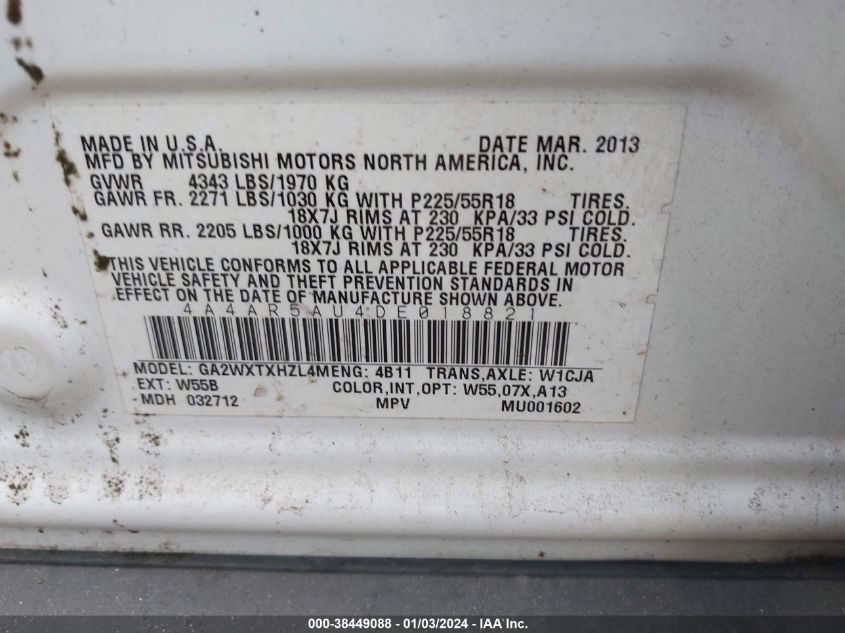 MADE IN U.S.A. DATE MAR. 2013
MFD BY MITSUBISHI MOTORS NORTH AMERICA, INC.
GVWR 4343 LBS/1970 KG
GAWR FR. 2271 LBS/1030 KG WITH P225/55R18 TIRES.
18X7J RIMS AT 230 KPA/33 PSI COLD.
GAWR RR. 2205 LBS/1000 KG WITH P225/55R18 TIRES.
18X7J RIMS AT 230 KPA/33 PSI COLD.
THIS VEHICLE CONFORMS TO ALL APPLICABLE FEDERAL MOTOR
VEHICLE SAFETY AND THEFT PREVENTION STANDARDS IN
EFFECT ON THE DATE OF MANUFACTURE SHOWN ABOVE.
4A4AR5AU4DE018821
MODEL: GA2WXTXHZL4MENG: 4B11 TRANS,AXLE: W1CJA
EXT: W55B COLOR,INT,OPT: W55,07X,A13
MDH 032712 MPV MU001602
000-38449088 - 01/03/2024 - IAA Inc.